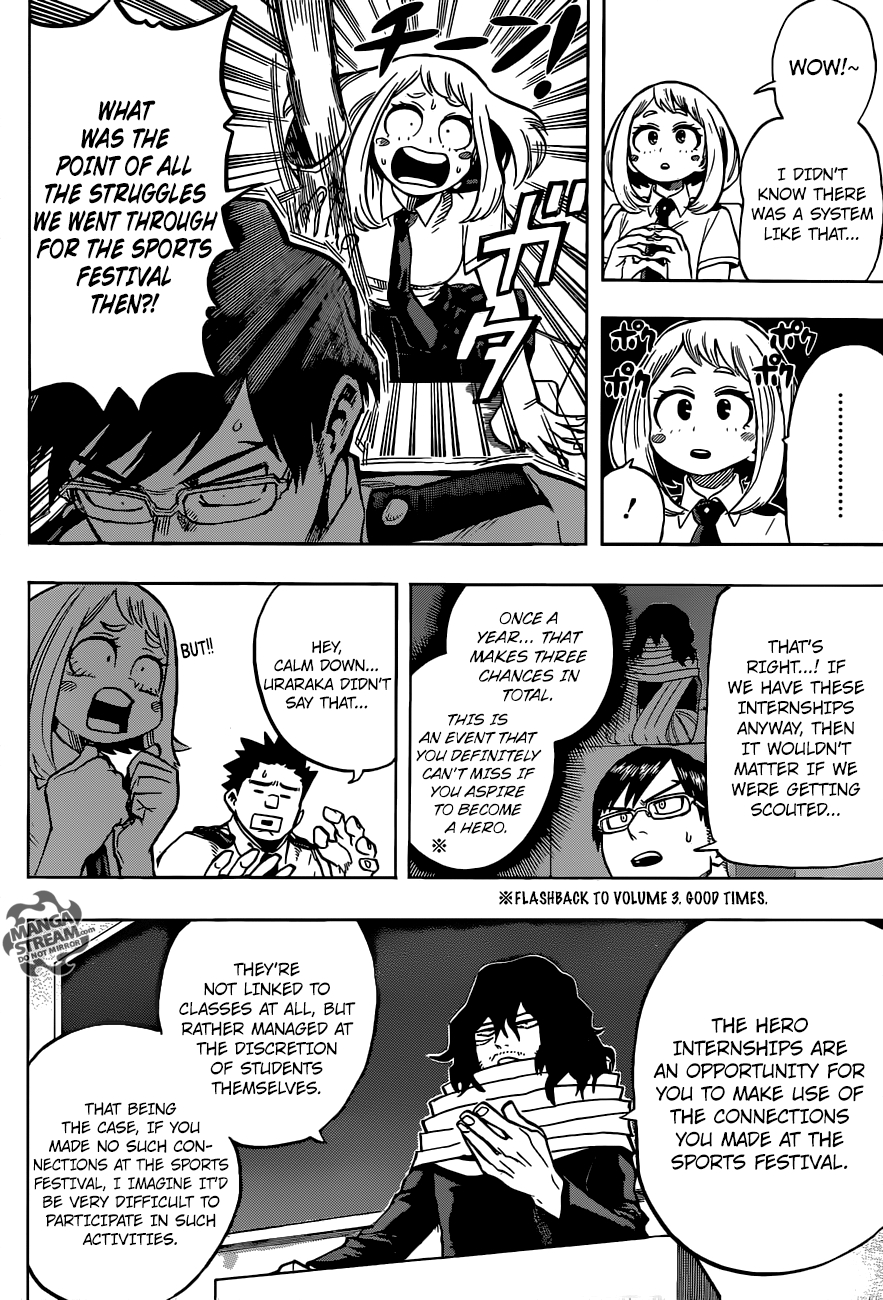 WOW!~
I DIDN'T
KNOW THERE
WAS A SYSTEM
LIKE THAT...
ポク
ポク
ポク
ポク
..........
!
チーン!!
ガタッ
WHAT
WAS THE
POINT OF ALL
THE STRUGGLES
WE WENT THROUGH
FOR THE SPORTS
FESTIVAL
THEN?!
THAT'S
RIGHT...! IF
WE HAVE THESE
INTERNSHIPS
ANYWAY, THEN
IT WOULDN'T
MATTER IF WE
WERE GETTING
SCOUTED...
ONCE A
YEAR... THAT
MAKES THREE
CHANCES IN
TOTAL.
THIS IS
AN EVENT THAT
YOU DEFINITELY
CAN'T MISS IF
YOU ASPIRE
TO BECOME
A HERO.
※
※FLASHBACK TO VOLUME 3. GOOD TIMES.
HEY,
CALM DOWN...
URARAKA DIDN'T
SAY THAT...
BUT!!
THE HERO
INTERNSHIPS ARE
AN OPPORTUNITY FOR
YOU TO MAKE USE OF
THE CONNECTIONS
YOU MADE AT THE
SPORTS FESTIVAL.
THEY'RE
NOT LINKED TO
CLASSES AT ALL, BUT
RATHER MANAGED AT
THE DISCRETION
OF STUDENTS
THEMSELVES.
THAT BEING
THE CASE, IF YOU
MADE NO SUCH CON-
NECTIONS AT THE SPORTS
FESTIVAL, I IMAGINE IT'D
BE VERY DIFFICULT TO
PARTICIPATE IN SUCH
ACTIVITIES.
MANGA
STREAM.com
DO NOT MIRROR